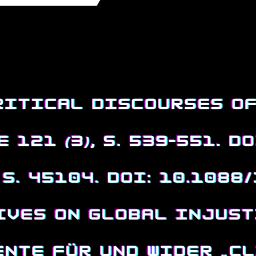 RITICAL DISCOURSES OF
E 121 (3), S. 539-551. DO
S. 45104. DOI: 10.1088/
IVES ON GLOBAL INJUST
ENTE FÜR UND WIDER „CL